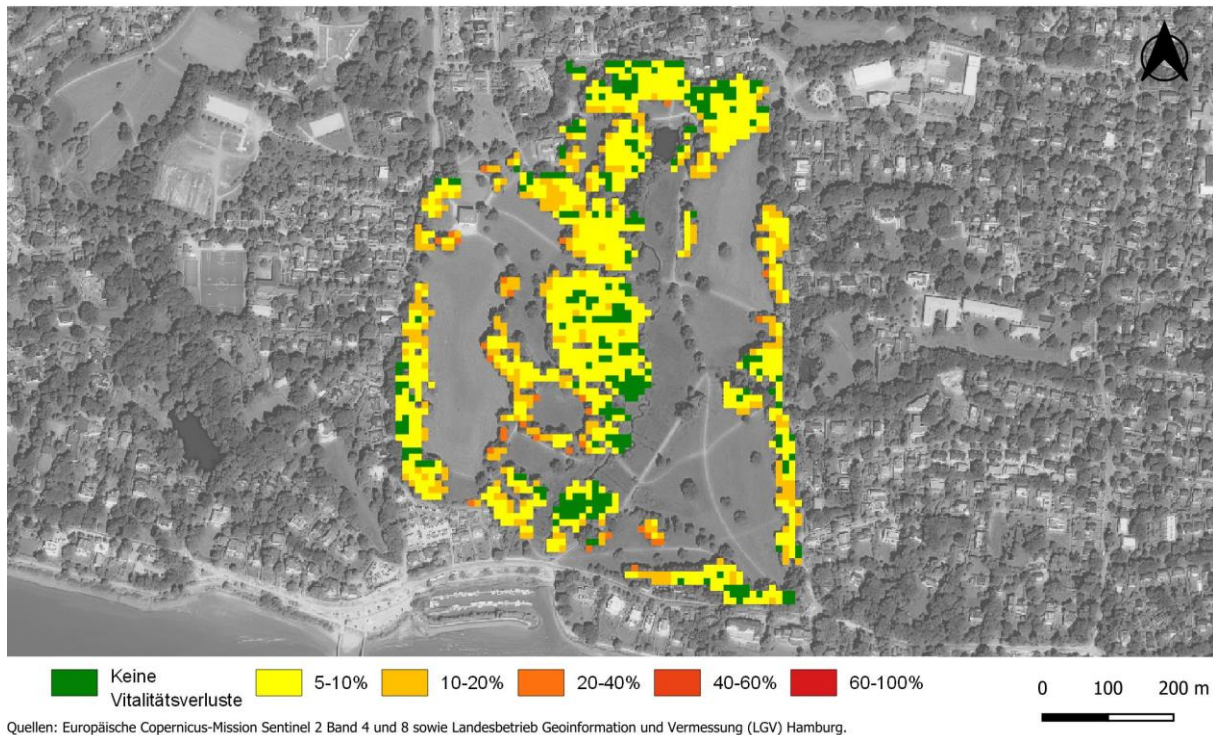 Keine
Vitalitätsverluste
5-10%
10-20%
20-40%
40-60%
60-100%
0 100 200 m
Quellen: Europäische Copernicus-Mission Sentinel 2 Band 4 und 8 sowie Landesbetrieb Geoinformation und Vermessung (LGV) Hamburg.